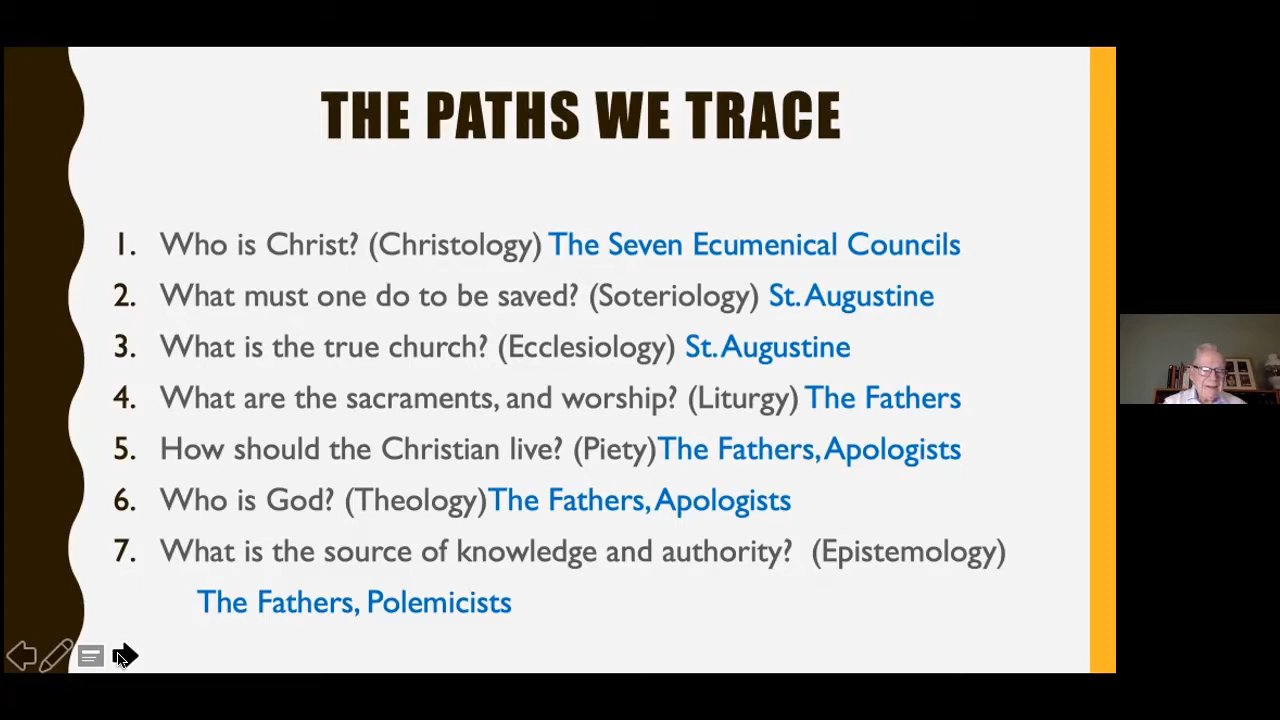 THE PATHS WE TRACE
1. Who is Christ? (Christology) The Seven Ecumenical Councils
2. What must one do to be saved? (Soteriology) St. Augustine
3. What is the true church? (Ecclesiology) St. Augustine
4. What are the sacraments, and worship? (Liturgy) The Fathers
5. How should the Christian live? (Piety)The Fathers, Apologists
6. Who is God? (Theology)The Fathers, Apologists
7. What is the source of knowledge and authority? (Epistemology)
The Fathers, Polemicists